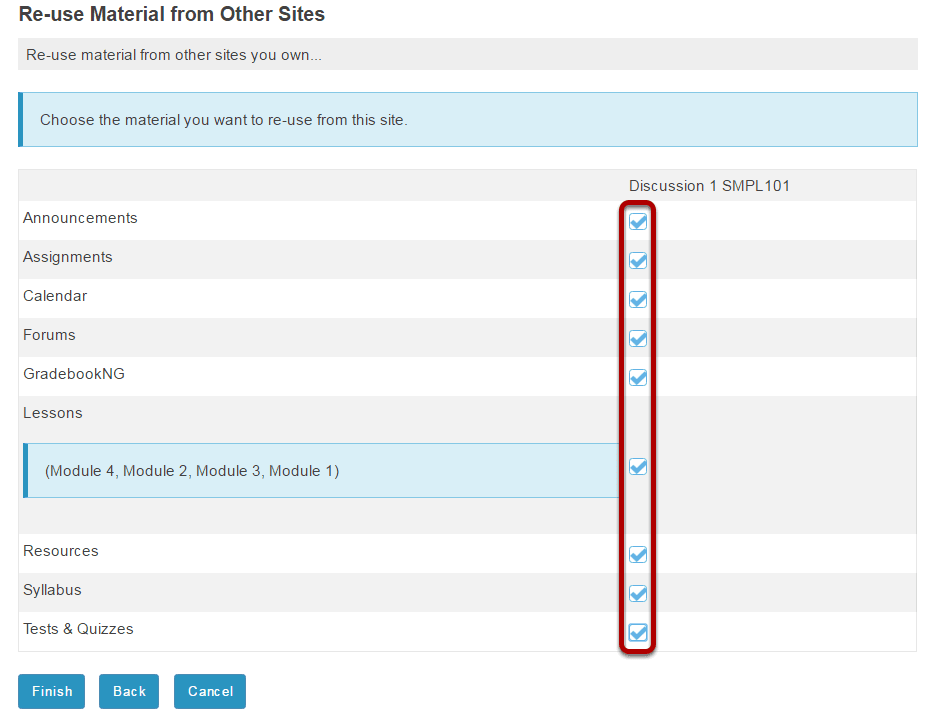 Re-use Material from Other Sites
Re-use material from other sites you own...
Choose the material you want to re-use from this site.
Discussion 1 SMPL101
Announcements
Assignments
Calendar
Forums
GradebookNG
Lessons
(Module 4, Module 2, Module 3, Module 1)
Resources
Syllabus
Tests & Quizzes
Finish Back Cancel